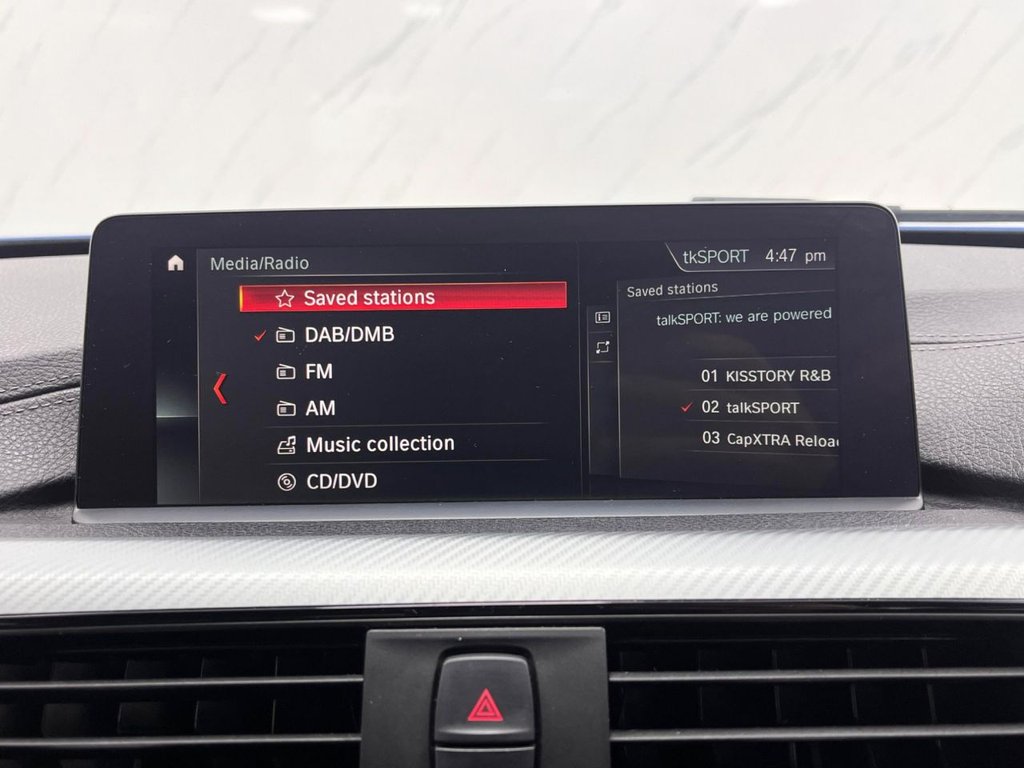 Media/Radio
Saved stations
DAB/DMB
FM
AM
Music collection
CD/DVD
tkSPORT 4:47 pm
Saved stations
talkSPORT: we are powered
01 KISSTORY R&B
02 talkSPORT
03 CapXTRA Reloa